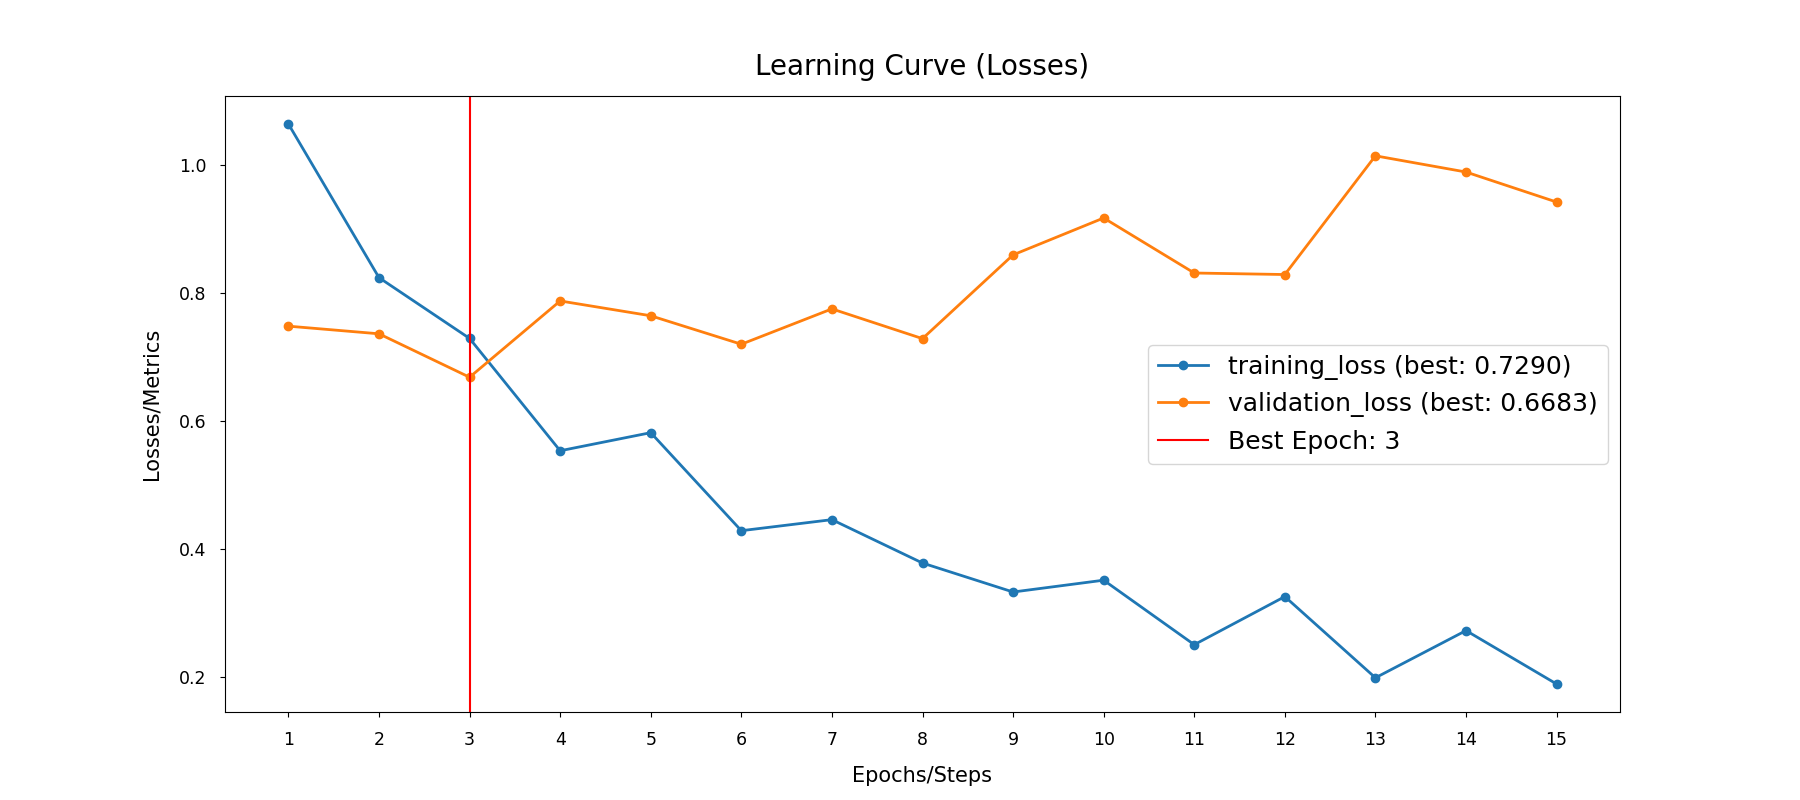 Learning Curve (Losses)
Losses/Metrics
1.0
0.8
0.6
0.4
0.2
training_loss (best: 0.7290)
validation_loss (best: 0.6683)
Best Epoch: 3
1 2 3 4 5 6 7 8 9 10 11 12 13 14 15
Epochs/Steps